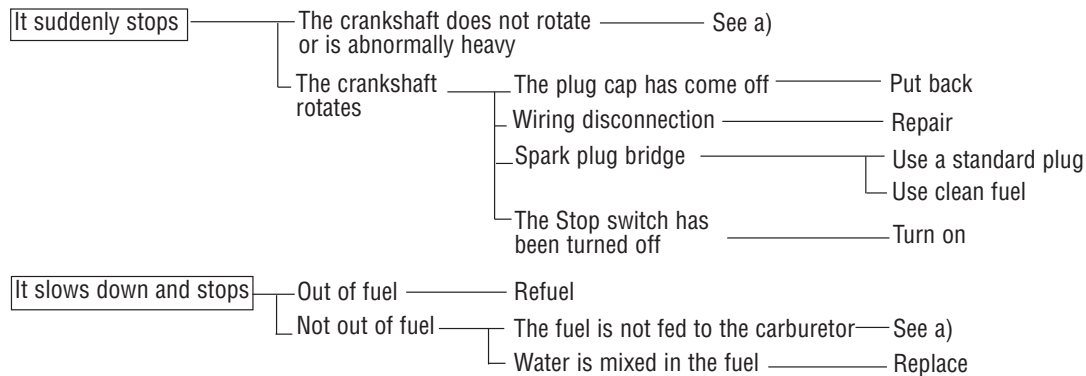 It suddenly stops
The crankshaft does not rotate
or is abnormally heavy
See a)
The crankshaft
rotates
The plug cap has come off
Put back
Wiring disconnection
Repair
Spark plug bridge
Use a standard plug
Use clean fuel
The Stop switch has
been turned off
Turn on
It slows down and stops
Out of fuel
Refuel
Not out of fuel
The fuel is not fed to the carburetor
See a)
Water is mixed in the fuel
Replace